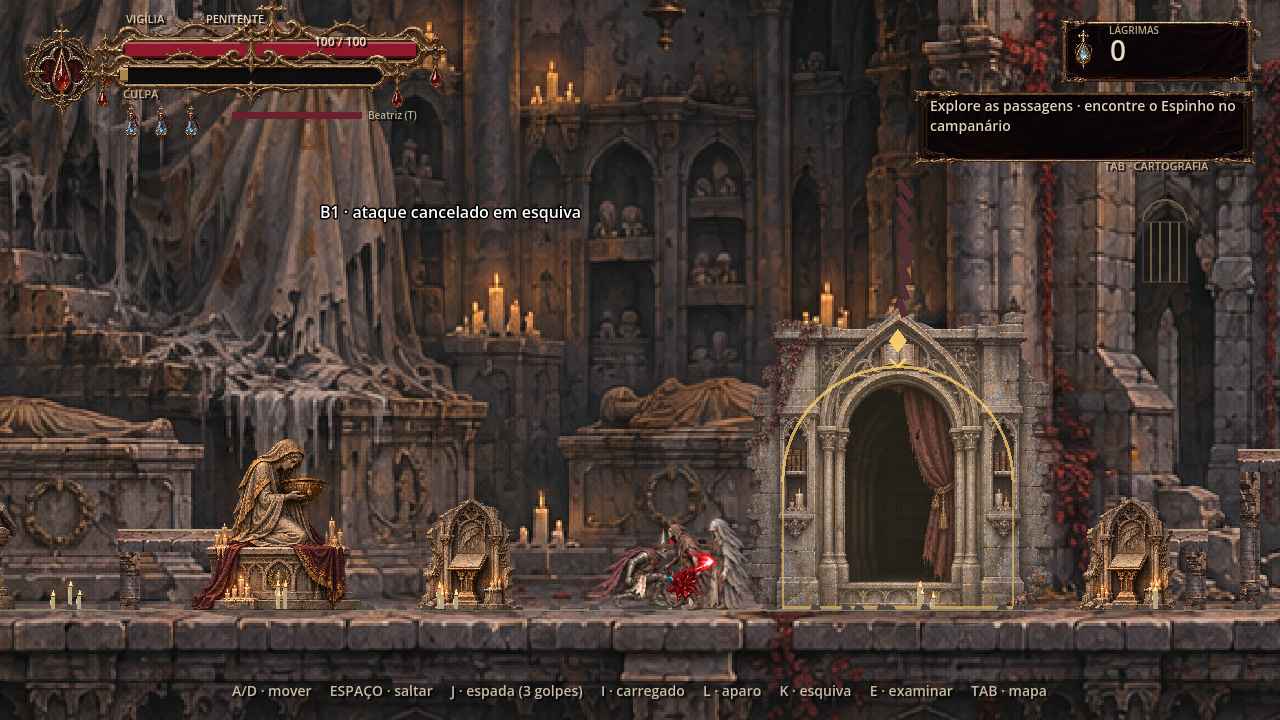 VIGÍLIA PENITENTE
100 / 100
CULPA
Beatriz (T)
LÁGRIMAS
0
Explore as passagens · encontre o Espinho no
campanário
TAB · CARTOGRAFIA
B1 · ataque cancelado em esquiva
A/D · mover ESPAÇO · saltar J · espada (3 golpes) I · carregado L · aparo K · esquiva E · examinar TAB · mapa